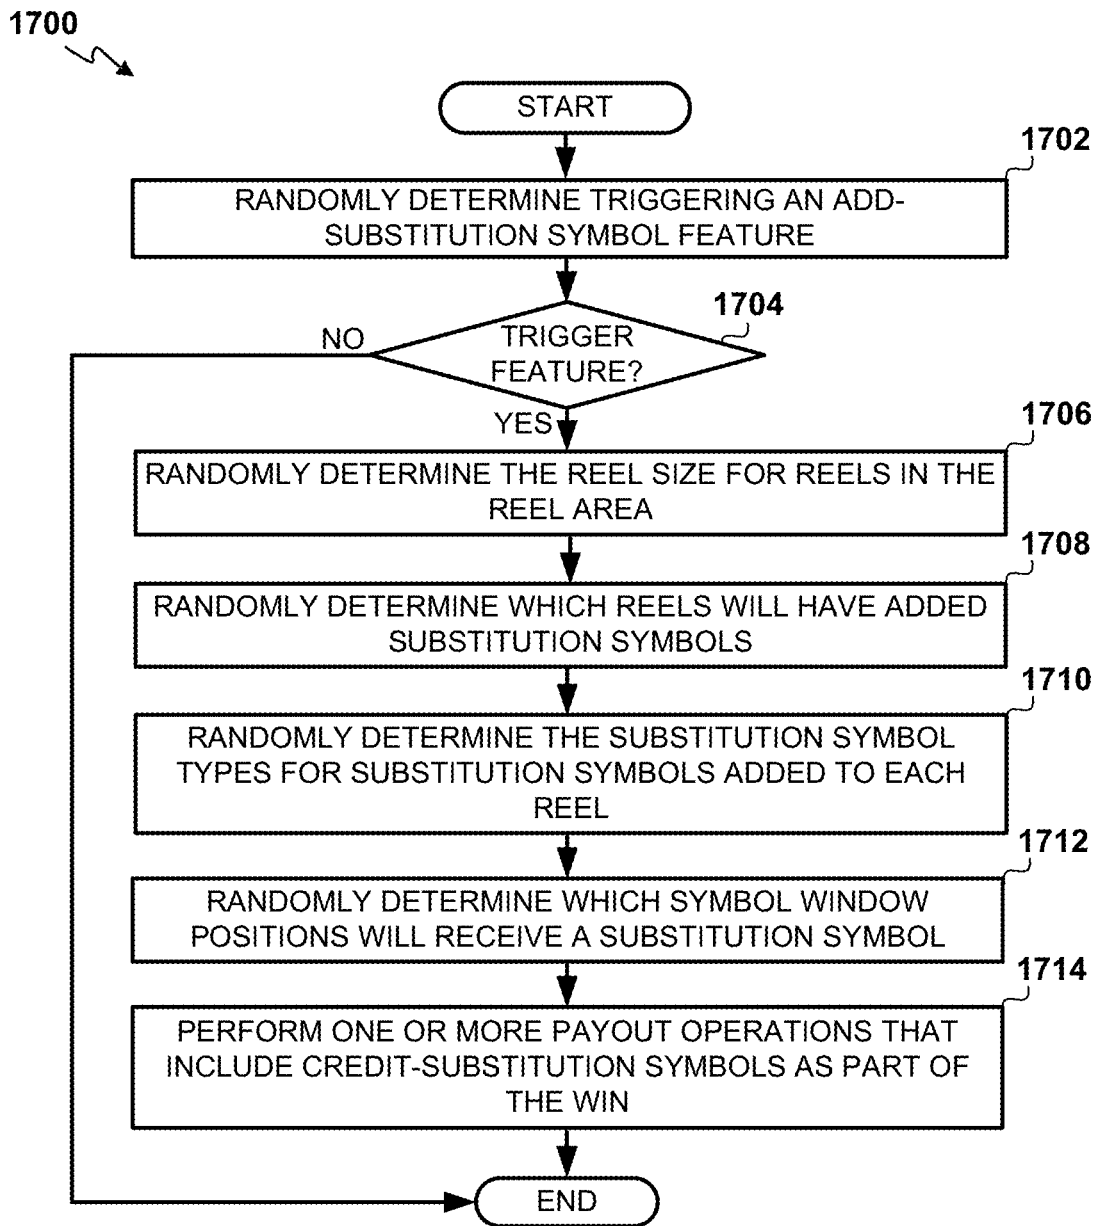 1700
START
1702
RANDOMLY DETERMINE TRIGGERING AN ADD-
SUBSTITUTION SYMBOL FEATURE
1704
NO
TRIGGER
FEATURE?
YES
1706
RANDOMLY DETERMINE THE REEL SIZE FOR REELS IN THE
REEL AREA
1708
RANDOMLY DETERMINE WHICH REELS WILL HAVE ADDED
SUBSTITUTION SYMBOLS
1710
RANDOMLY DETERMINE THE SUBSTITUTION SYMBOL
TYPES FOR SUBSTITUTION SYMBOLS ADDED TO EACH
REEL
1712
RANDOMLY DETERMINE WHICH SYMBOL WINDOW
POSITIONS WILL RECEIVE A SUBSTITUTION SYMBOL
1714
PERFORM ONE OR MORE PAYOUT OPERATIONS THAT
INCLUDE CREDIT-SUBSTITUTION SYMBOLS AS PART OF
THE WIN
END